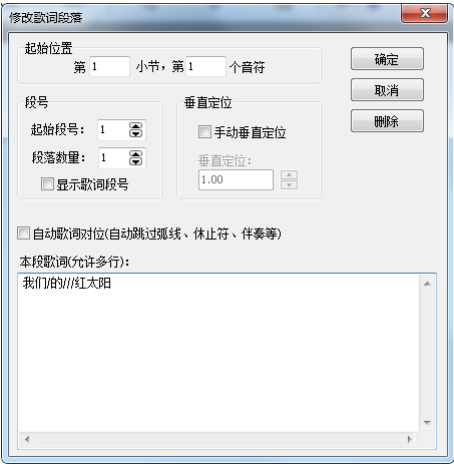 修改歌词段落
起始位置
第 1 小节，第 1 个音符
确定
取消
删除
段号
起始段号： 1
段落数量： 1
显示歌词段号
垂直定位
手动垂直定位
垂直定位：
1.00
自动歌词对位(自动跳过弧线、休止符、伴奏等)
本段歌词(允许多行)：
我们/的///红太阳